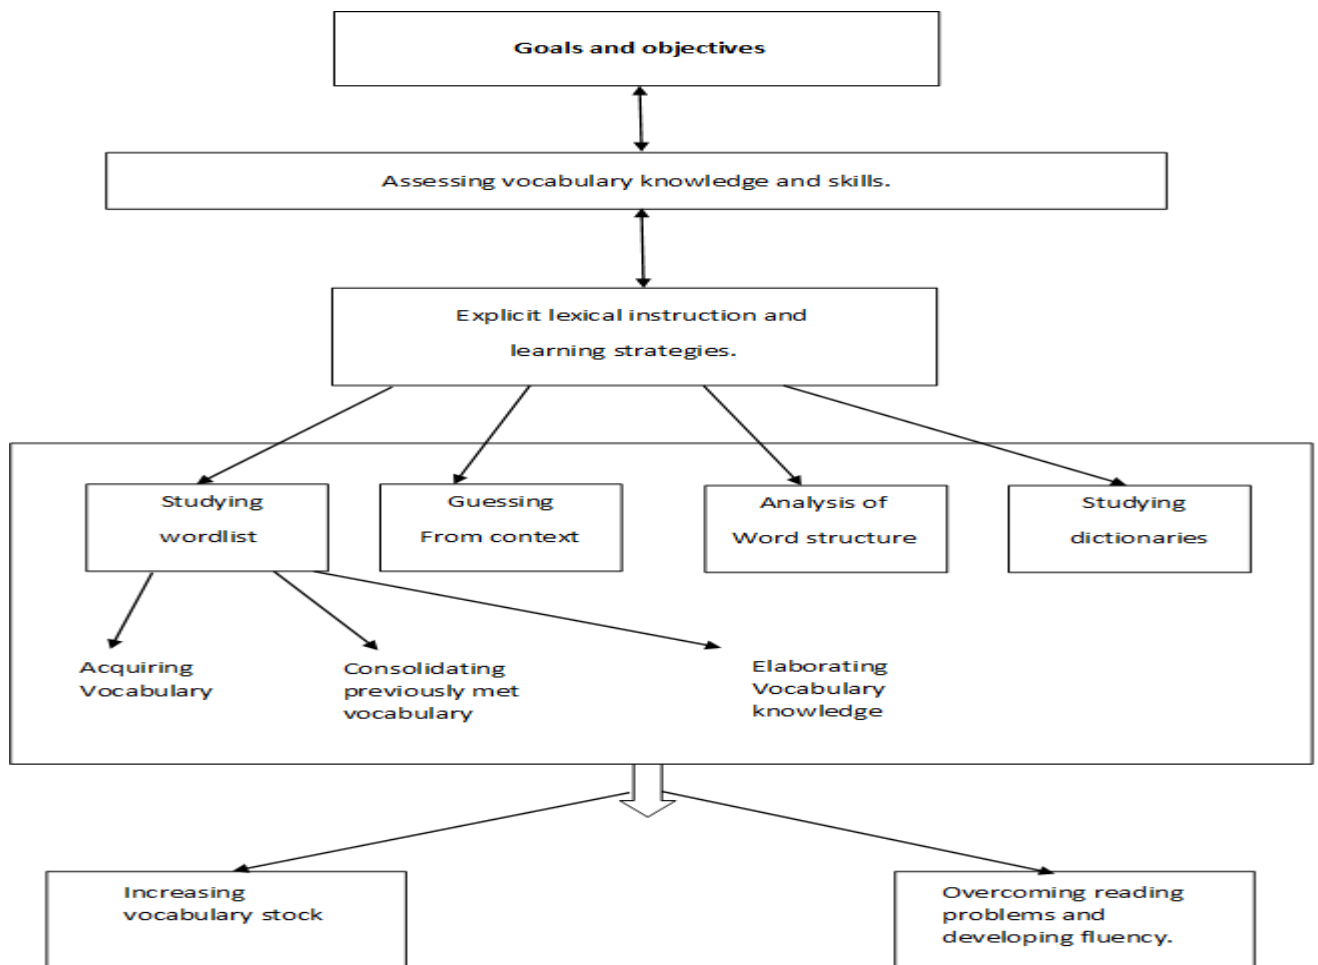 Goals and objectives
Assessing vocabulary knowledge and skills.
Explicit lexical instruction and
learning strategies.
Studying
wordlist
Guessing
From context
Analysis of
Word structure
Studying
dictionaries
Acquiring
Vocabulary
Consolidating
previously met
vocabulary
Elaborating
Vocabulary
knowledge
Increasing
vocabulary stock
Overcoming reading
problems and
developing fluency.